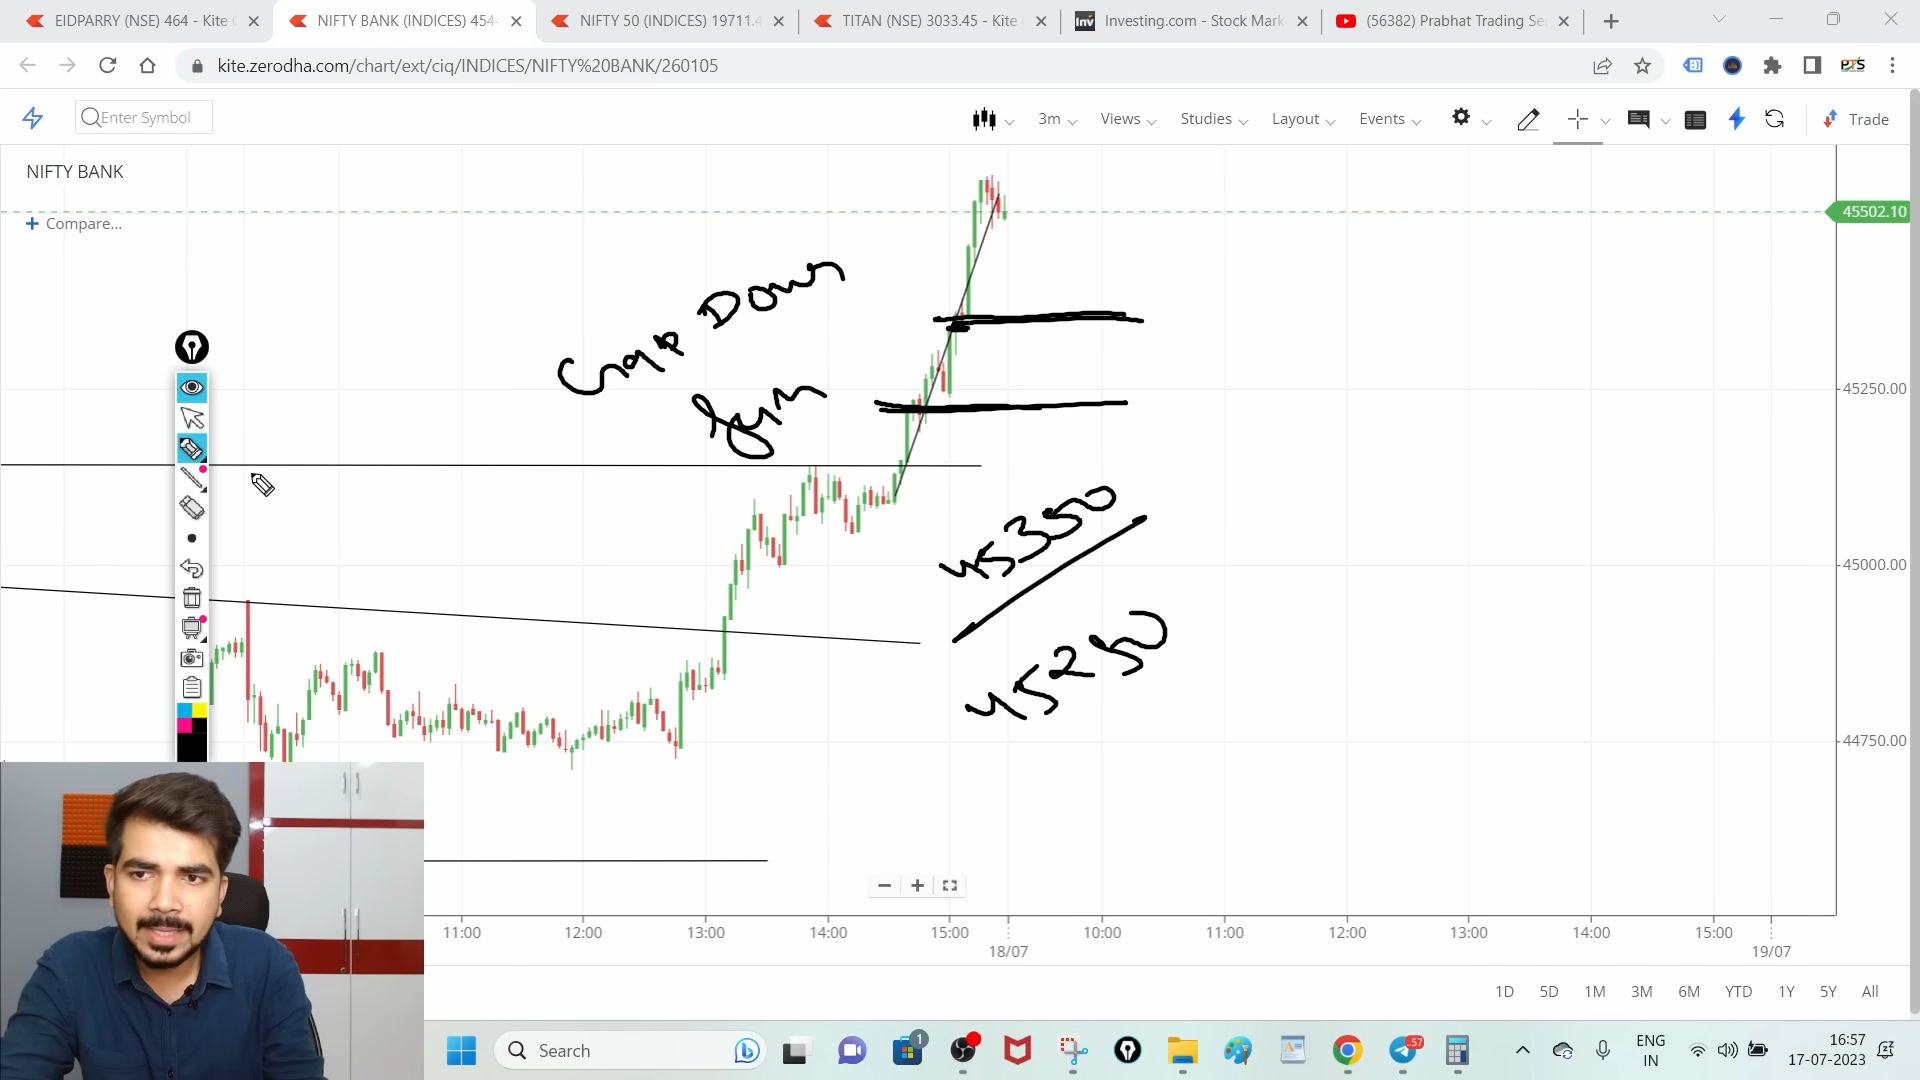 EIDPARRY (NSE) 464 - Kite
NIFTY BANK (INDICES) 454
NIFTY 50 (INDICES) 19711.4
TITAN (NSE) 3033.45 - Kite
Inv Investing.com - Stock Mark
(56382) Prabhat Trading Se
kite.zerodha.com/chart/ext/ciq/INDICES/NIFTY%20BANK/260105
PTS
Enter Symbol
3m Views Studies Layout Events Trade
NIFTY BANK
+ Compare...
45502.10
Gap Down
45250.00
45350
45000.00
45250
44750.00
11:00 12:00 13:00 14:00 15:00 10:00 11:00 12:00 13:00 14:00 15:00
18/07 19/07
1D 5D 1M 3M 6M YTD 1Y 5Y All
Search
1
57
ENG
IN
16:57
17-07-2023